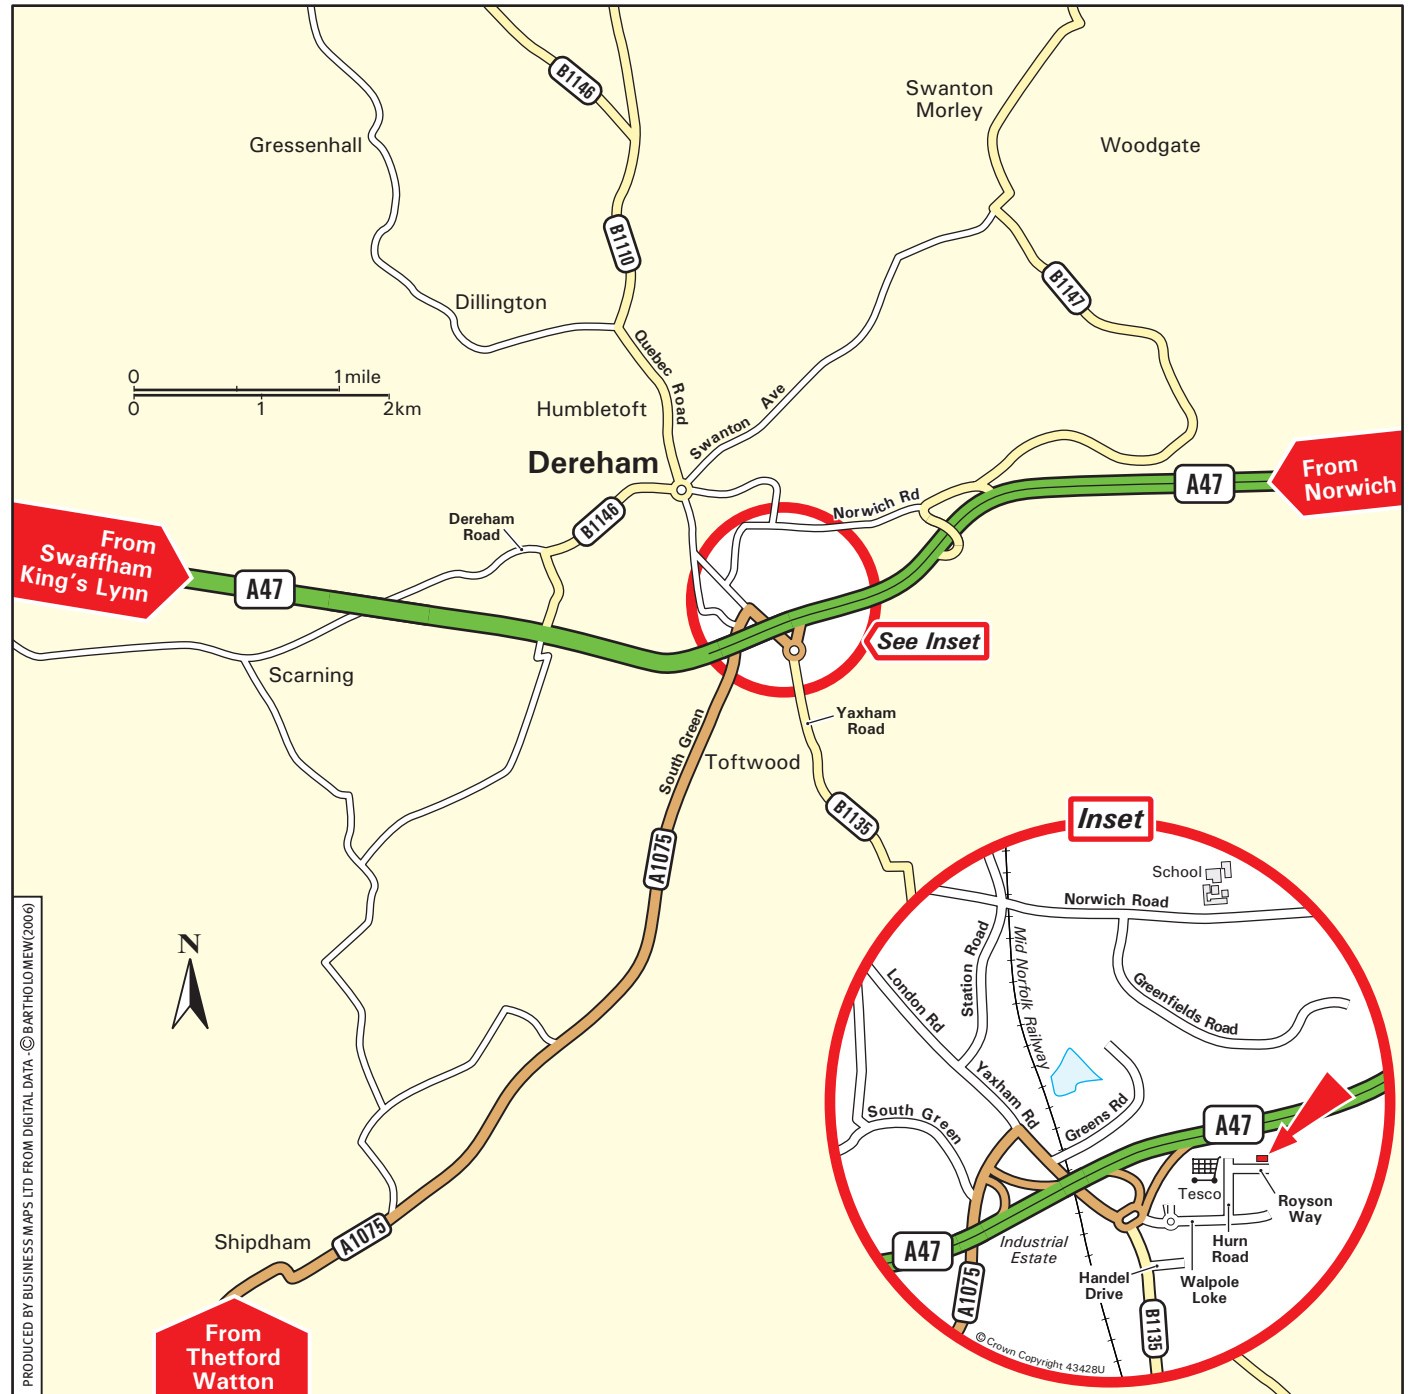 B1146
Swanton
Morley
Gressenhall
Woodgate
B1110
Dillington
B1147
Quebec Road
0 1mile
0 1 2km
Humbletoft
Swanton Ave
Dereham
From
Norwich
A47
Norwich Rd
B1146
Dereham
Road
From
Swaffham
King's Lynn
A47
See Inset
Scarning
Yaxham
Road
South Green
Toftwood
B1135
A1075
N
Shipdham
A1075
From
Thetford
Watton
Inset
School
Norwich Road
Station Road
Mid Norfolk Railway
London Rd
Greenfields Road
Yaxham Rd
Greens Rd
South Green
A47
Tesco
Royson
Way
Hurn
Road
Industrial
Estate
A47
Handel
Drive
Walpole
Loke
A1075
B1135
© Crown Copyright 43428U
PRODUCED BY BUSINESS MAPS LTD FROM DIGITAL DATA - © BARTHOLOMEW(2006)